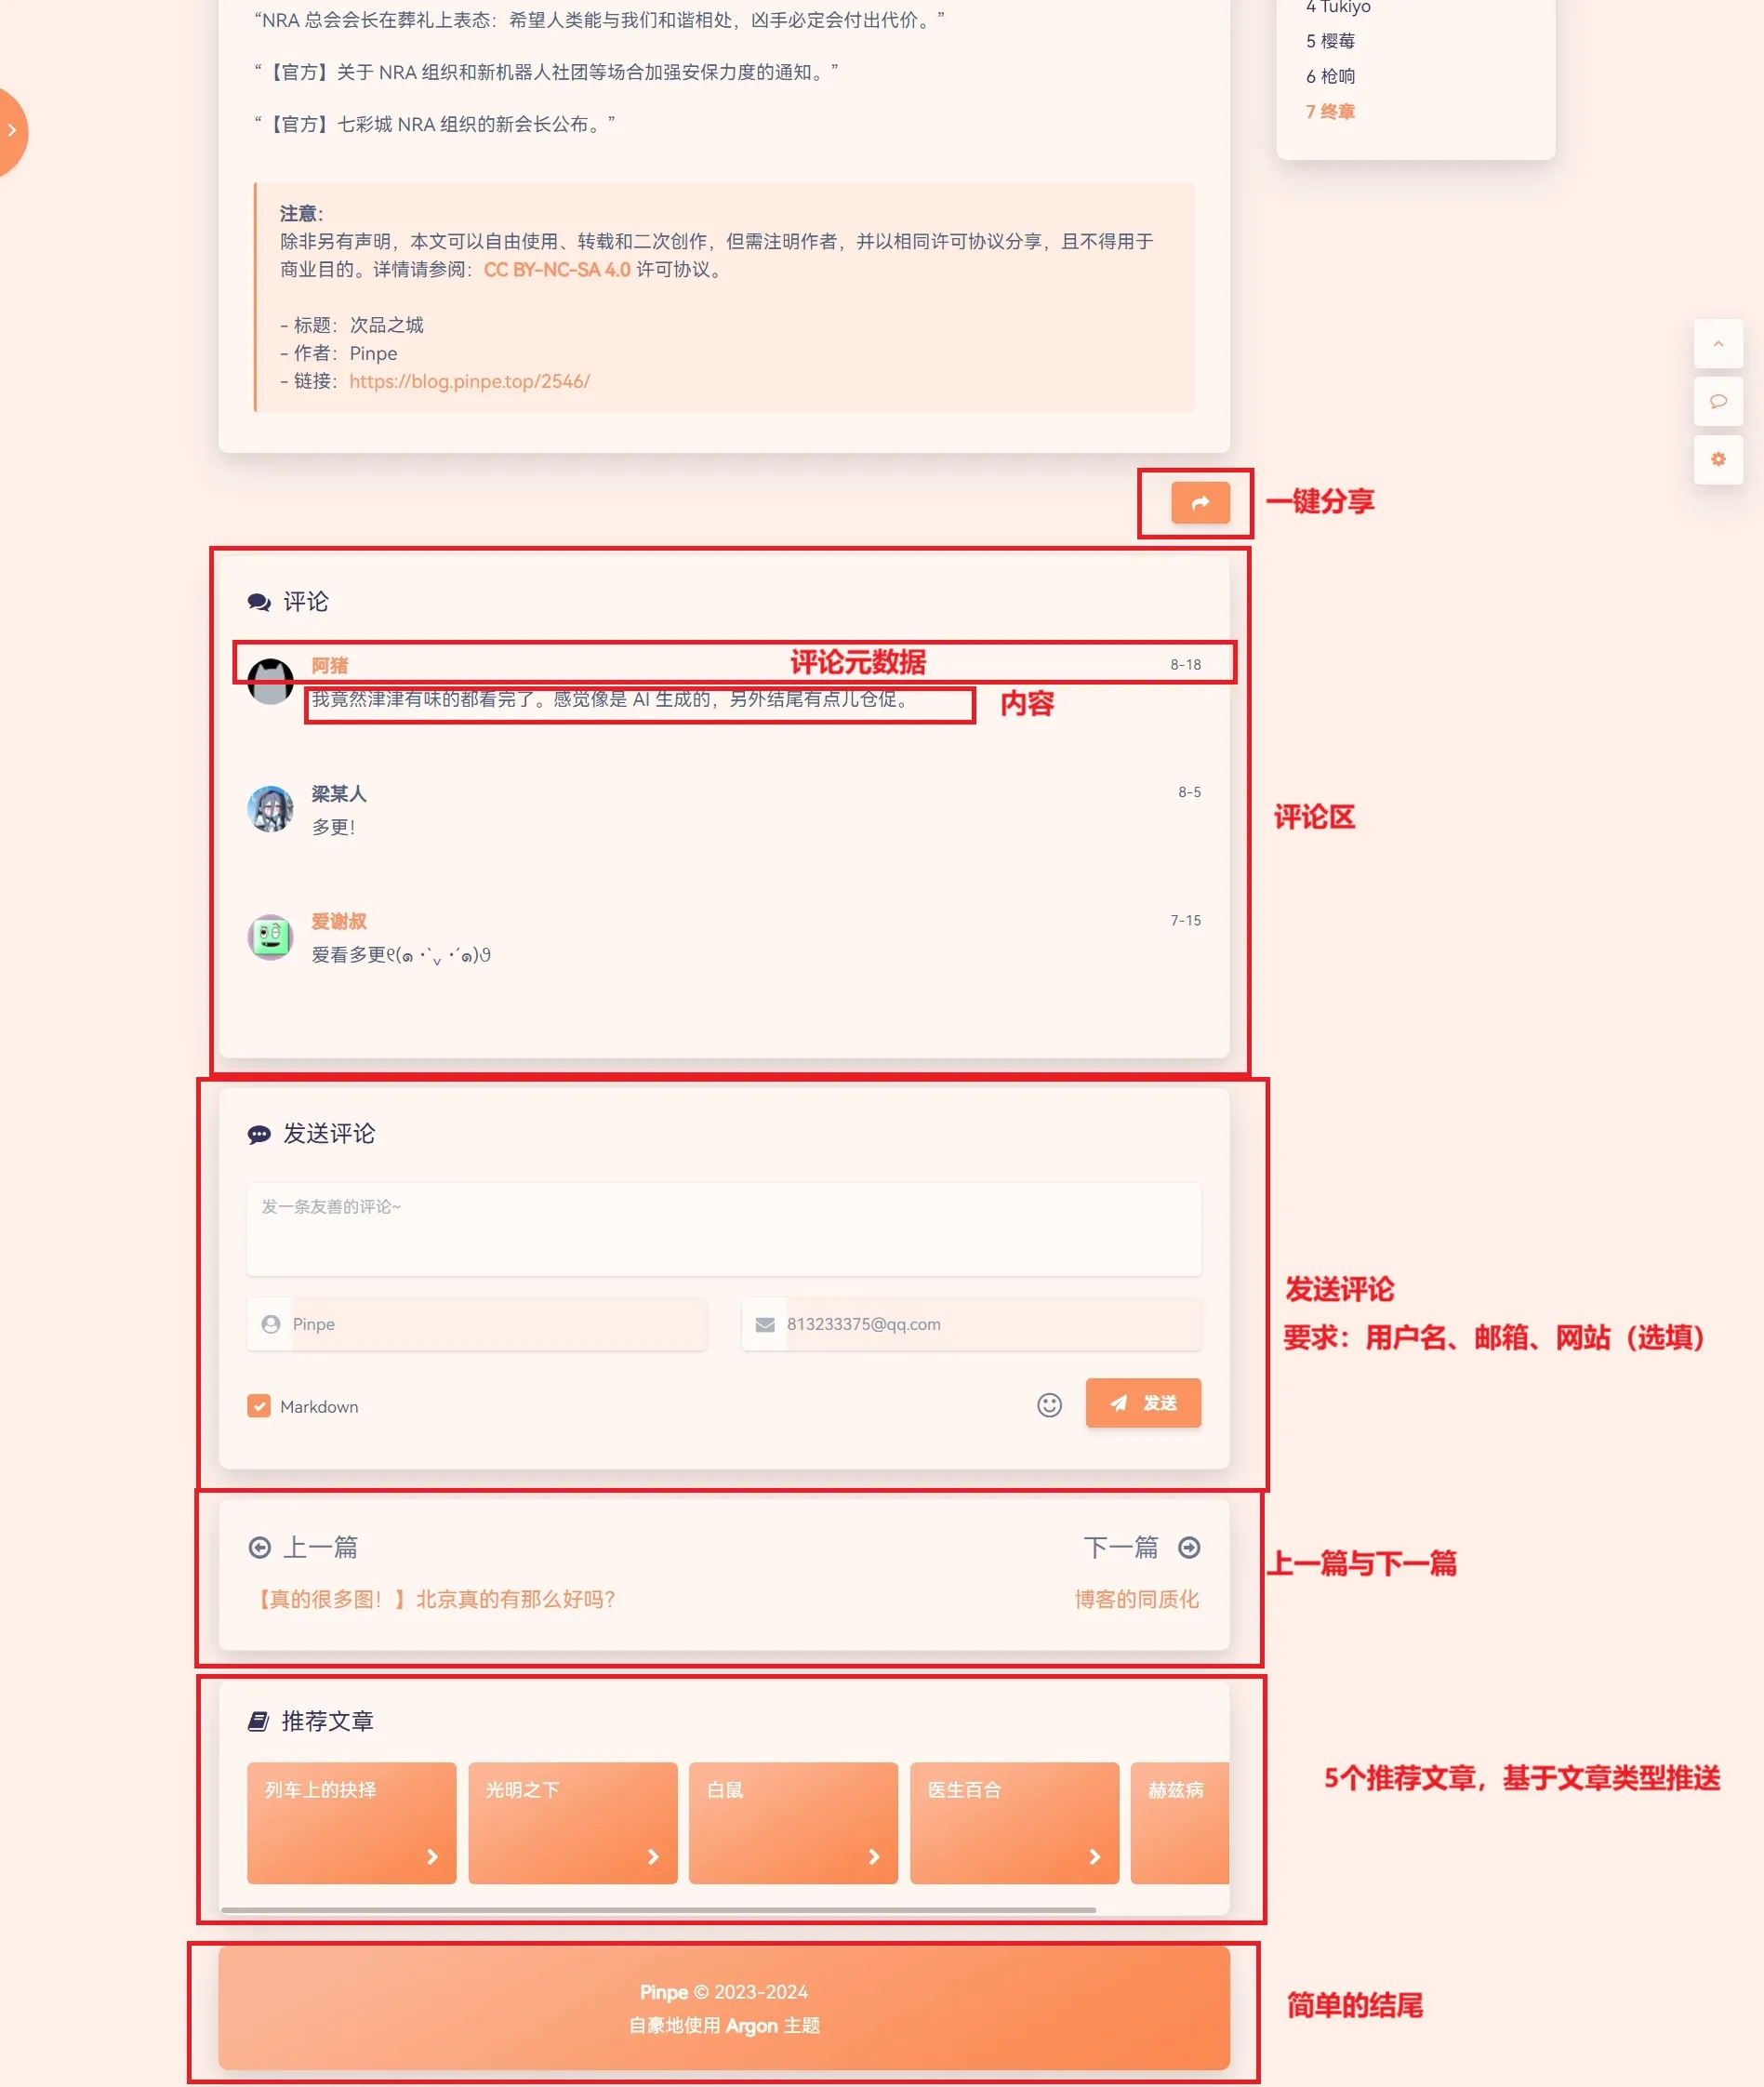 “NRA 总会会长在葬礼上表态：希望人类能与我们和谐相处，凶手必定会付出代价。”
“【官方】关于 NRA 组织和新机器人社团等场合加强安保力度的通知。”
“【官方】七彩城 NRA 组织的新会长公布。”
4 Tukiyo
5 樱莓
6 枪响
7 终章
注意：
除非另有声明，本文可以自由使用、转载和二次创作，但需注明作者，并以相同许可协议分享，且不得用于
商业目的。详情请参阅：CC BY-NC-SA 4.0 许可协议。
- 标题：次品之城
- 作者：Pinpe
- 链接：https://blog.pinpe.top/2546/
一键分享
评论
阿猪
评论元数据
8-18
我竟然津津有味的都看完了。感觉像是 AI 生成的，另外结尾有点儿仓促。
内容
梁某人
8-5
多更！
评论区
爱谢叔
7-15
爱看多更୧(๑ •̀ᵥ •́๑)૭
发送评论
发一条友善的评论~
发送评论
要求：用户名、邮箱、网站（选填）
Pinpe
813233375@qq.com
Markdown
发送
上一篇
下一篇
上一篇与下一篇
【真的很多图！】北京真的有那么好吗？
博客的同质化
推荐文章
列车上的抉择
光明之下
白鼠
医生百合
赫兹病
5个推荐文章，基于文章类型推送
Pinpe © 2023-2024
自豪地使用 Argon 主题
简单的结尾